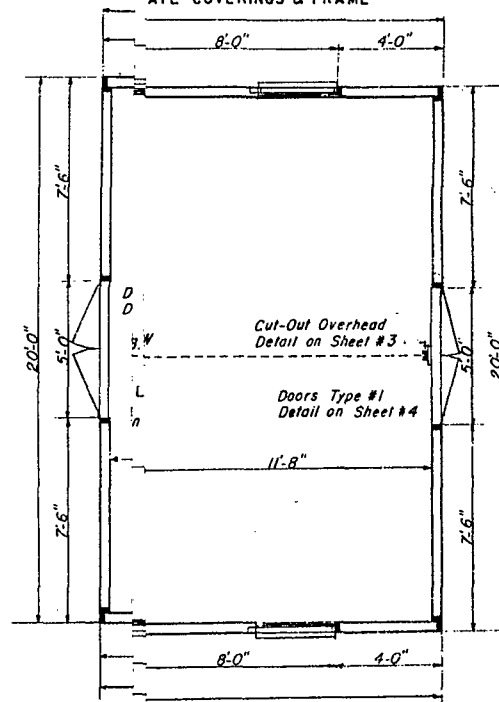 COVERINGS & FRAME
8'-0" 4'-0"
7'-6" 7'-6"
D
D
W
Cut-Out Overhead
Detail on Sheet #3
20'-0" 5'-0" 5'-0" 20'-0"
L
Doors Type #1
Detail on Sheet #4
n
11'-8"
7'-6" 7'-6"
8'-0" 4'-0"